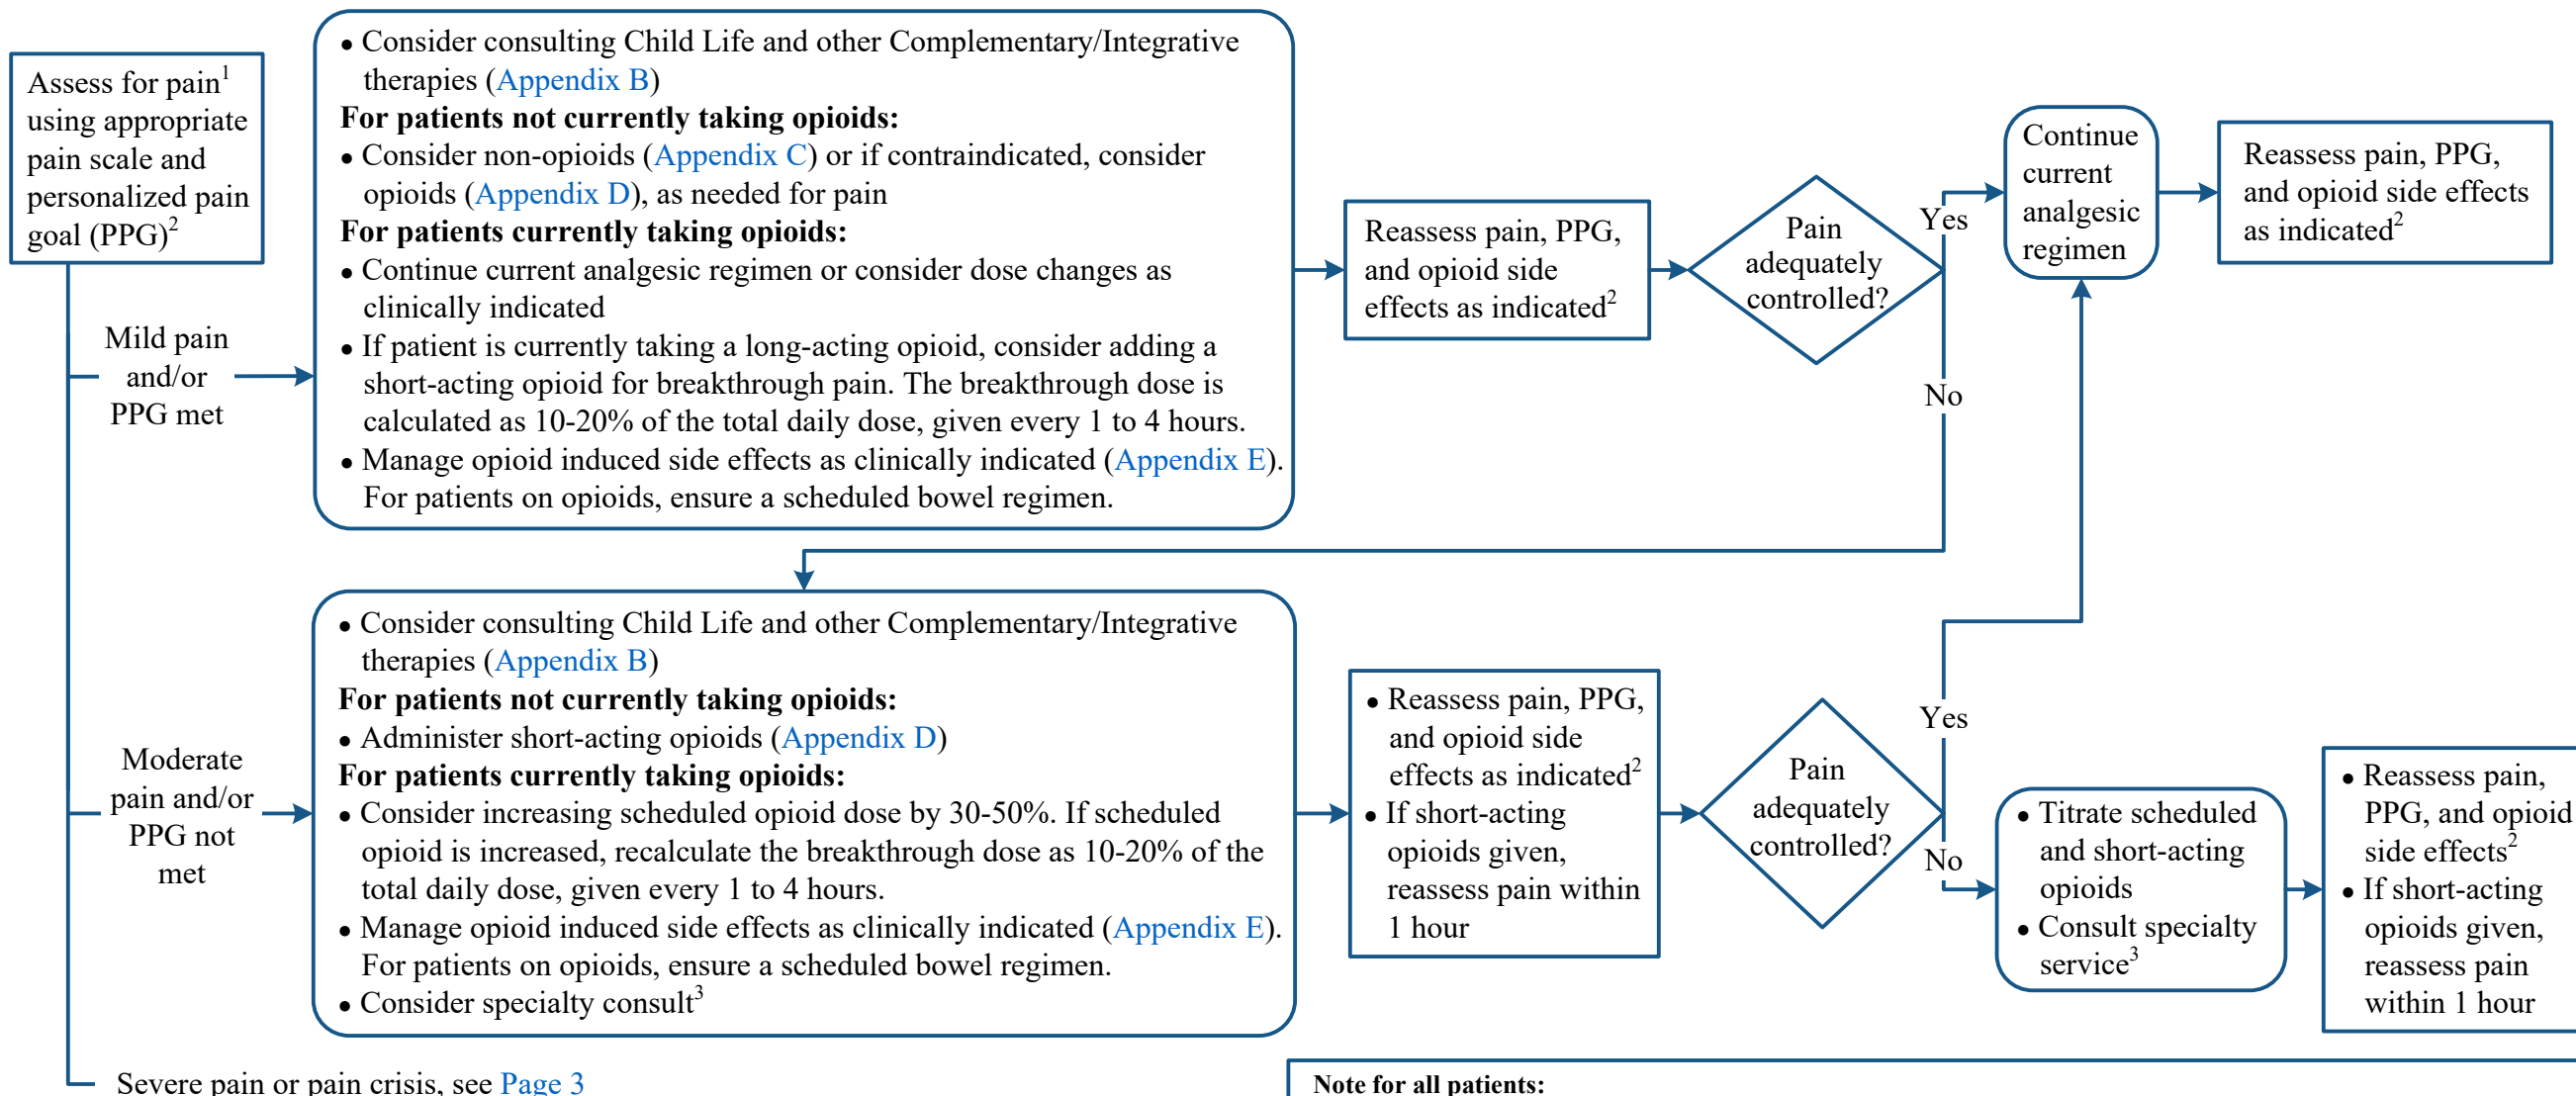 Assess for pain1
using appropriate
pain scale and
personalized pain
goal (PPG)2
Mild pain
and/or
PPG met
• Consider consulting Child Life and other Complementary/Integrative
therapies (Appendix B)
For patients not currently taking opioids:
• Consider non-opioids (Appendix C) or if contraindicated, consider
opioids (Appendix D), as needed for pain
For patients currently taking opioids:
• Continue current analgesic regimen or consider dose changes as
clinically indicated
• If patient is currently taking a long-acting opioid, consider adding a
short-acting opioid for breakthrough pain. The breakthrough dose is
calculated as 10-20% of the total daily dose, given every 1 to 4 hours.
• Manage opioid induced side effects as clinically indicated (Appendix E).
For patients on opioids, ensure a scheduled bowel regimen.
Reassess pain, PPG,
and opioid side
effects as indicated2
Pain
adequately
controlled?
Yes
No
Continue
current
analgesic
regimen
Reassess pain, PPG,
and opioid side effects
as indicated2
Moderate
pain and/or
PPG not
met
• Consider consulting Child Life and other Complementary/Integrative
therapies (Appendix B)
For patients not currently taking opioids:
• Administer short-acting opioids (Appendix D)
For patients currently taking opioids:
• Consider increasing scheduled opioid dose by 30-50%. If scheduled
opioid is increased, recalculate the breakthrough dose as 10-20% of the
total daily dose, given every 1 to 4 hours.
• Manage opioid induced side effects as clinically indicated (Appendix E).
For patients on opioids, ensure a scheduled bowel regimen.
• Consider specialty consult3
• Reassess pain, PPG,
and opioid side
effects as indicated2
• If short-acting
opioids given,
reassess pain within
1 hour
Pain
adequately
controlled?
Yes
No
• Titrate scheduled
and short-acting
opioids
• Consult specialty
service3
• Reassess pain,
PPG, and opioid
side effects2
• If short-acting
opioids given,
reassess pain
within 1 hour
Severe pain or pain crisis, see Page 3
Note for all patients: